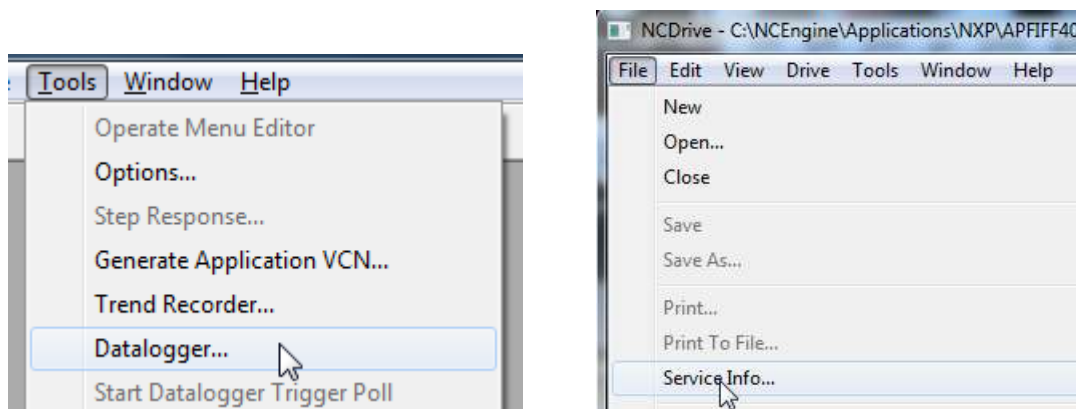 Tools Window Help
Operate Menu Editor
Options...
Step Response...
Generate Application VCN...
Trend Recorder...
Datalogger...
Start Datalogger Trigger Poll
NCDrive - C:\NCEngine\Applications\NXP\APFIFF40
File Edit View Drive Tools Window Help
New
Open...
Close
Save
Save As...
Print...
Print To File...
Service Info...